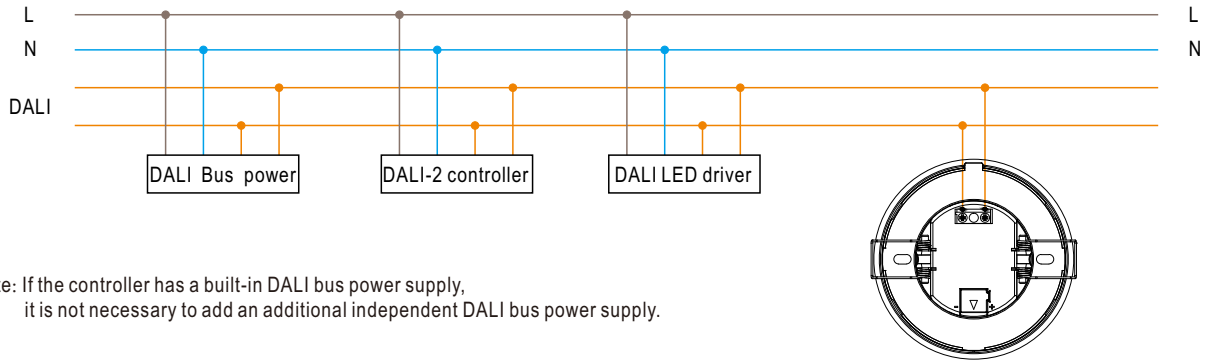 L L
N N
DALI
DALI Bus power DALI-2 controller DALI LED driver
- +
te: If the controller has a built-in DALI bus power supply,
it is not necessary to add an additional independent DALI bus power supply.